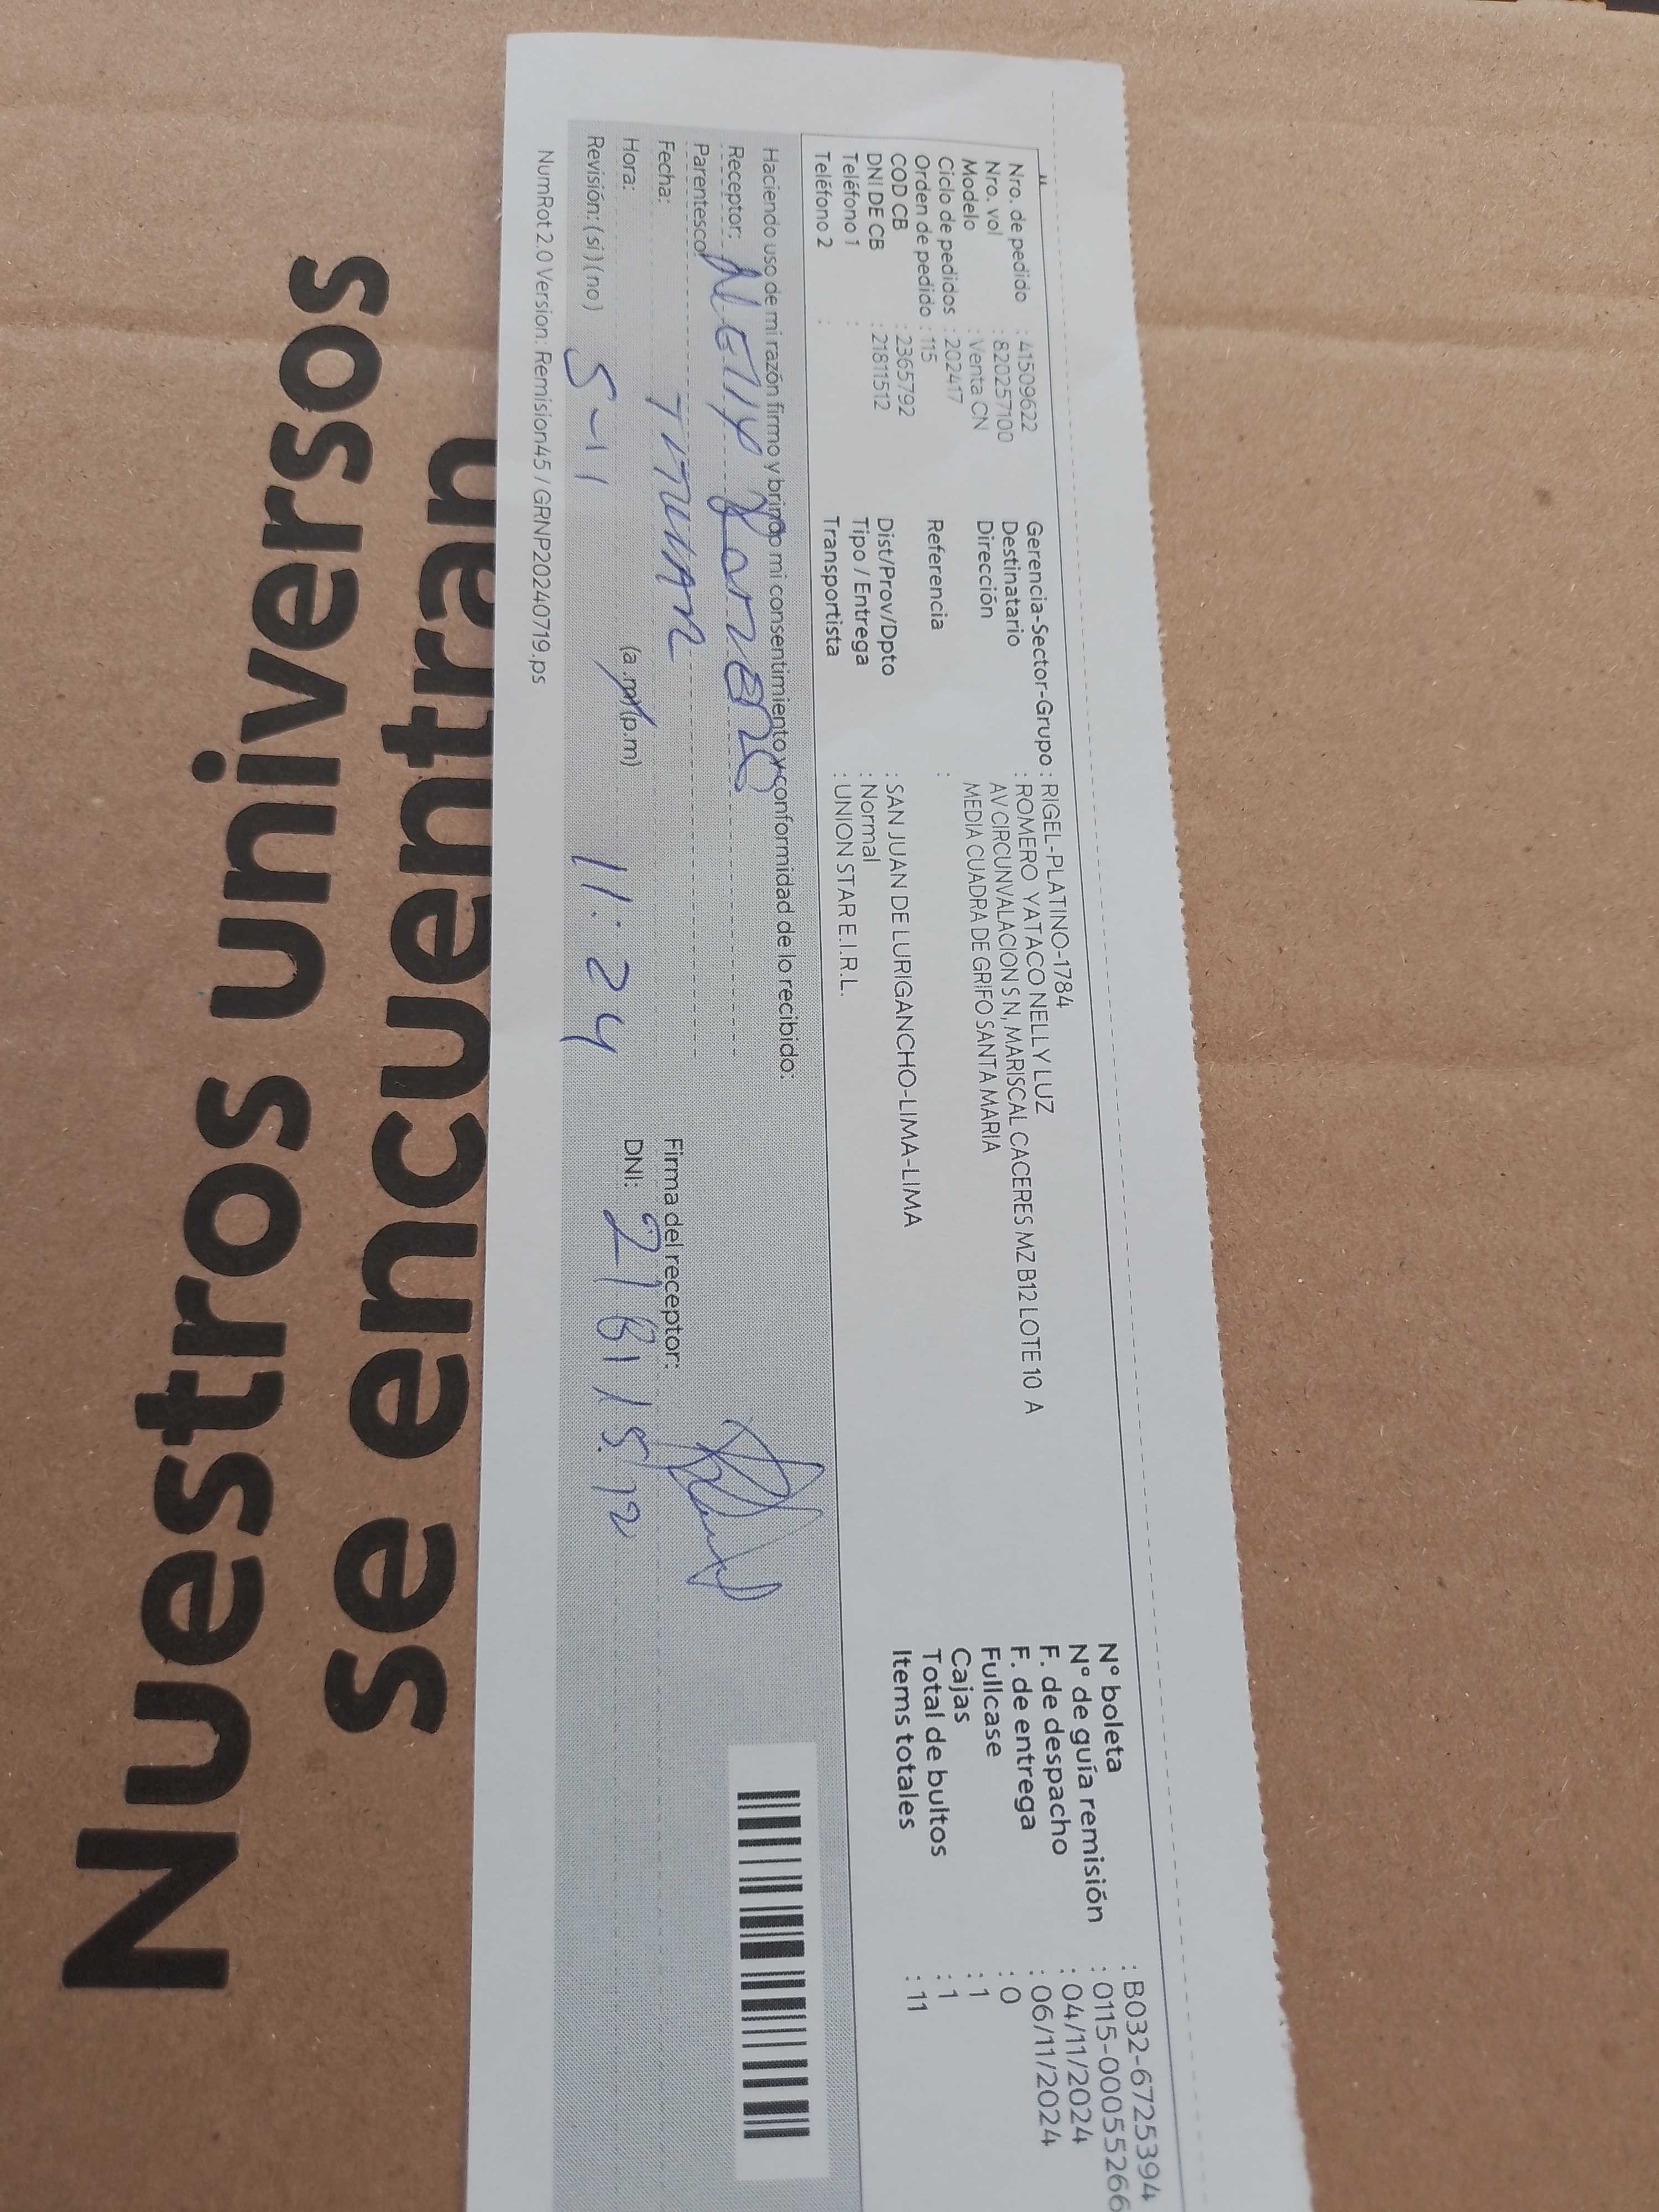 Nro. de pedido : 41509622
Nro. vol : 820257100
Modelo : Venta CN
Ciclo de pedidos : 202417
Orden de pedido : 115
COD CB : 2365792
DNI DE CB : 21811512
Teléfono 1 :
Teléfono 2 :
Gerencia-Sector-Grupo : RIGEL-PLATINO-1784
Destinatario : ROMERO YATACO NELLY LUZ
Dirección AV CIRCUNVALACION S N, MARISCAL CACERES MZ B12 LOTE 10 A
MEDIA CUADRA DE GRIFO SANTA MARIA
Referencia :
Dist/Prov/Dpto : SAN JUAN DE LURIGANCHO-LIMA-LIMA
Tipo / Entrega : Normal
Transportista : UNION STAR E.I.R.L.
N° boleta : B032-6725394
N° de guía remisión : 0115-00055266
F. de despacho : 04/11/2024
F. de entrega : 06/11/2024
Fullcase : 0
Cajas : 1
Total de bultos : 1
Items totales : 11
Haciendo uso de mi razón firmo y brindo mi consentimiento y conformidad de lo recibido:
Receptor:
Parentesco:
Fecha: TITULAR
Hora: (a.m)(p.m)
Revisión: (si) (no) 5-11 11:24
Firma del receptor:
DNI: 21811512
NumRot 2.0 Version: Remision45 / GRNP20240719.ps
Nuestros universos
se encuentran